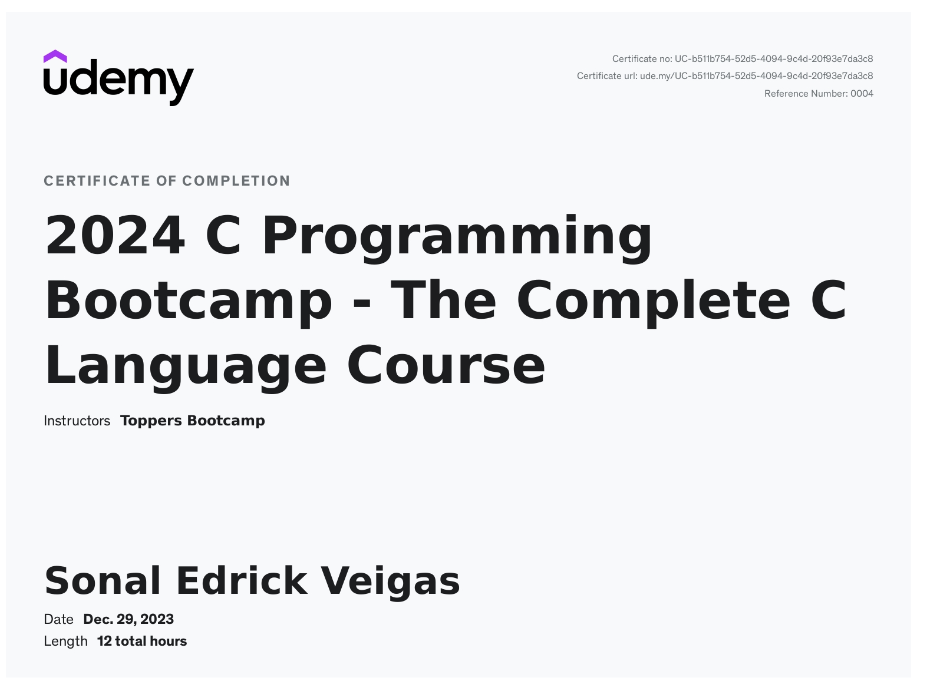 udemy
Certificate no: UC-b511b754-52d5-4094-9c4d-20f93e7da3c8
Certificate url: ude.my/UC-b511b754-52d5-4094-9c4d-20f93e7da3c8
Reference Number: 0004
CERTIFICATE OF COMPLETION
2024 C Programming
Bootcamp - The Complete C
Language Course
Instructors Toppers Bootcamp
Sonal Edrick Veigas
Date Dec. 29, 2023
Length 12 total hours